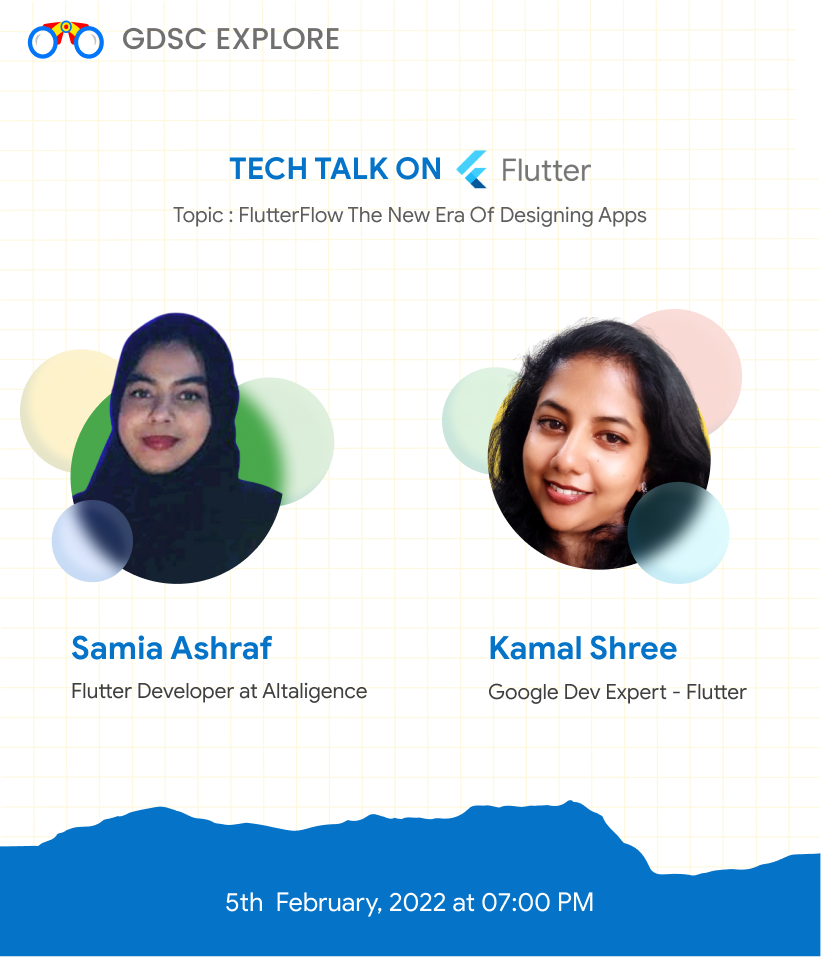 GDSC EXPLORE
TECH TALK ON Flutter
Topic : FlutterFlow The New Era Of Designing Apps
Samia Ashraf
Flutter Developer at Altaligence
Kamal Shree
Google Dev Expert - Flutter
5th February, 2022 at 07:00 PM